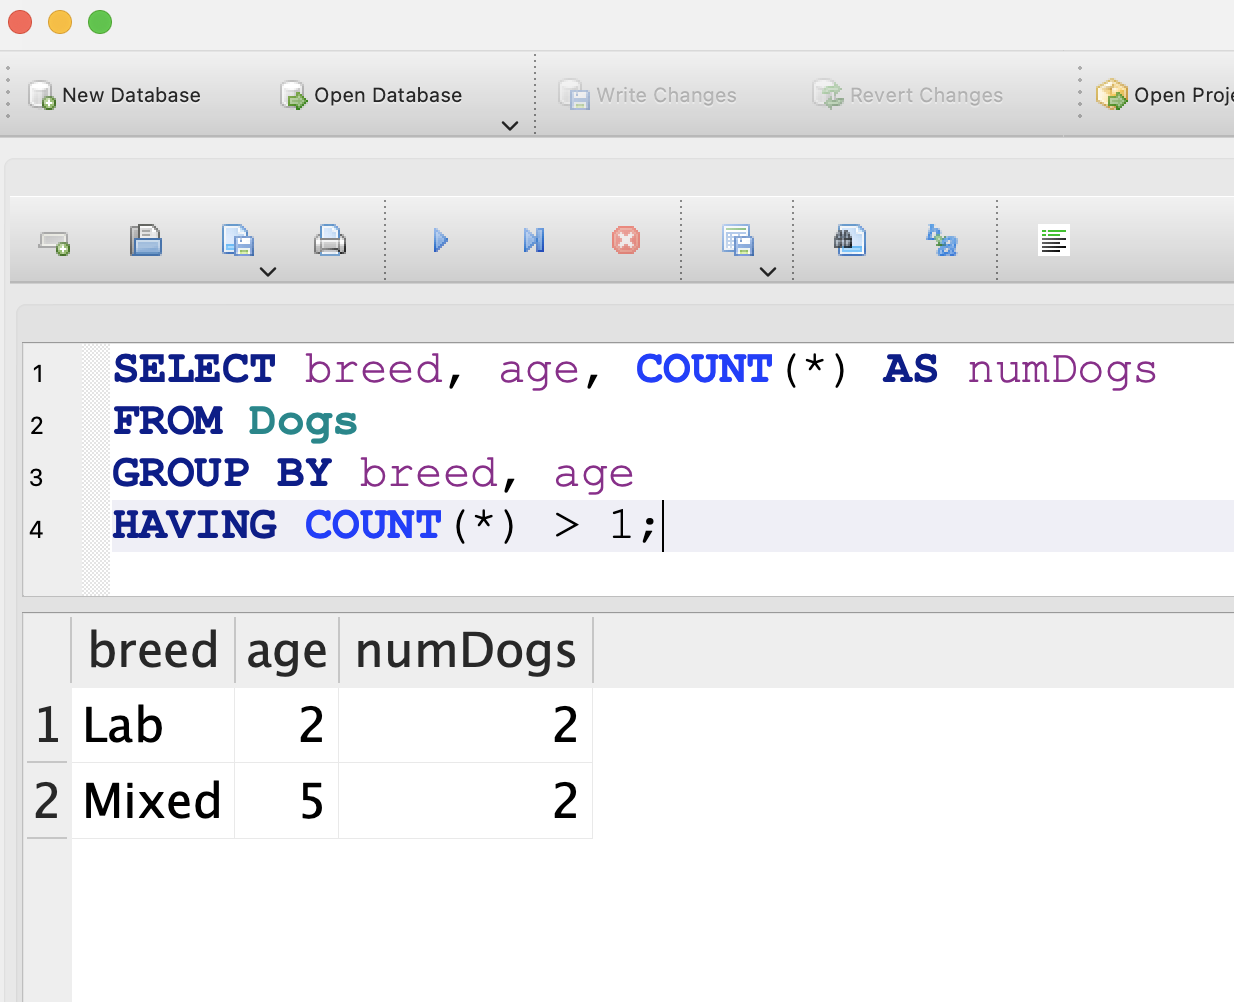 New Database Open Database Write Changes Revert Changes Open Proje
1 SELECT breed, age, COUNT(*) AS numDogs
2 FROM Dogs
3 GROUP BY breed, age
4 HAVING COUNT(*) > 1;
breed age numDogs
1 Lab 2 2
2 Mixed 5 2